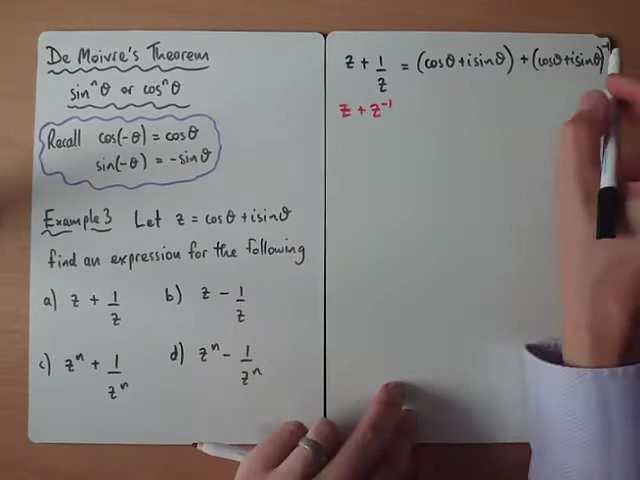 De Moivre's Theorem
sinⁿθ or cosⁿθ
Recall cos(-θ) = cosθ
sin(-θ) = -sinθ
Example 3 Let z = cosθ + isinθ
find an expression for the following
a) z + 1/z b) z - 1/z
c) zⁿ + 1/zⁿ d) zⁿ - 1/zⁿ
z + 1/z = (cosθ + isinθ) + (cosθ + isinθ)⁻¹
z + z⁻¹